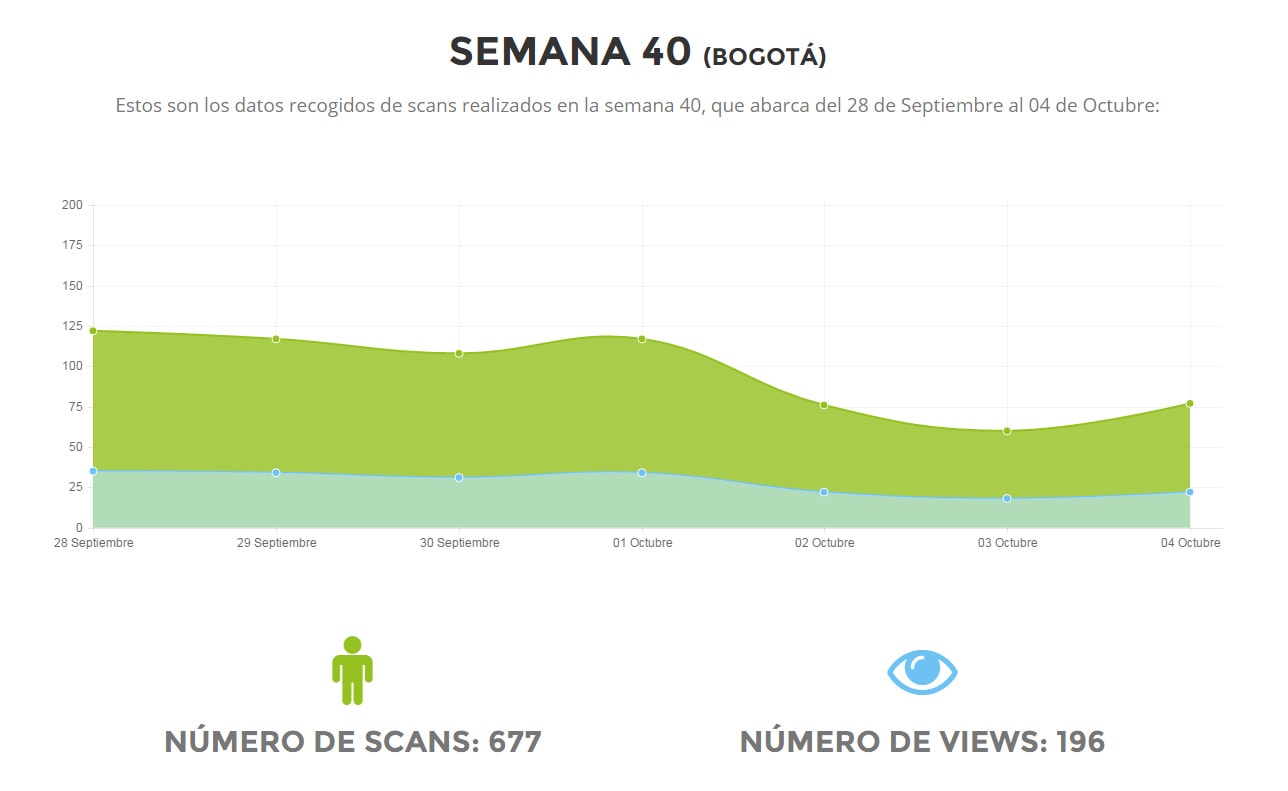 SEMANA 40 (BOGOTÁ)
Estos son los datos recogidos de scans realizados en la semana 40, que abarca del 28 de Septiembre al 04 de Octubre:
200
175
150
125
100
75
50
25
0
28 Septiembre 29 Septiembre 30 Septiembre 01 Octubre 02 Octubre 03 Octubre 04 Octubre
NÚMERO DE SCANS: 677 NÚMERO DE VIEWS: 196